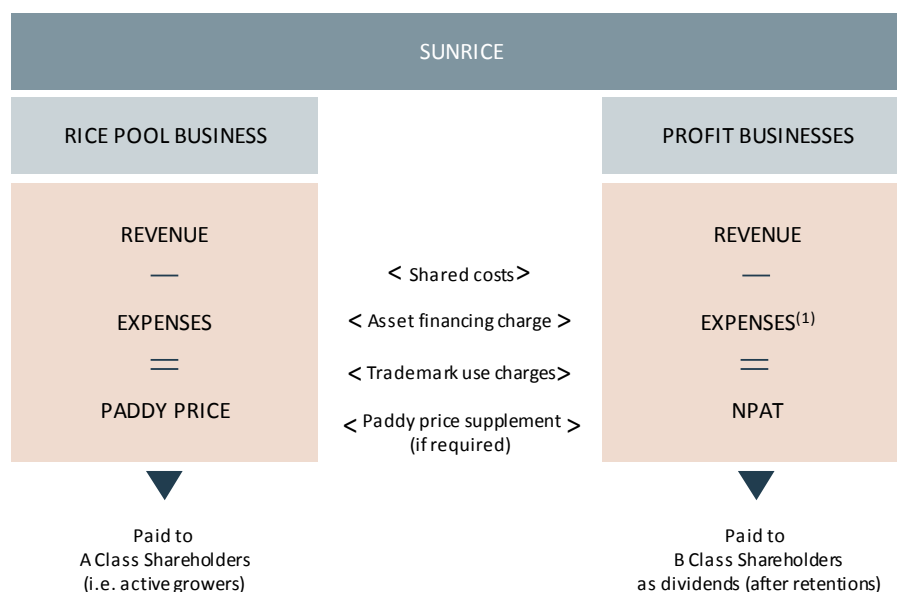 SUNRICE
RICE POOL BUSINESS
PROFIT BUSINESSES
REVENUE
—
EXPENSES
=
PADDY PRICE
< Shared costs >
< Asset financing charge >
< Trademark use charges >
< Paddy price supplement >
(if required)
REVENUE
—
EXPENSES(1)
=
NPAT
Paid to
A Class Shareholders
(i.e. active growers)
Paid to
B Class Shareholders
as dividends (after retentions)